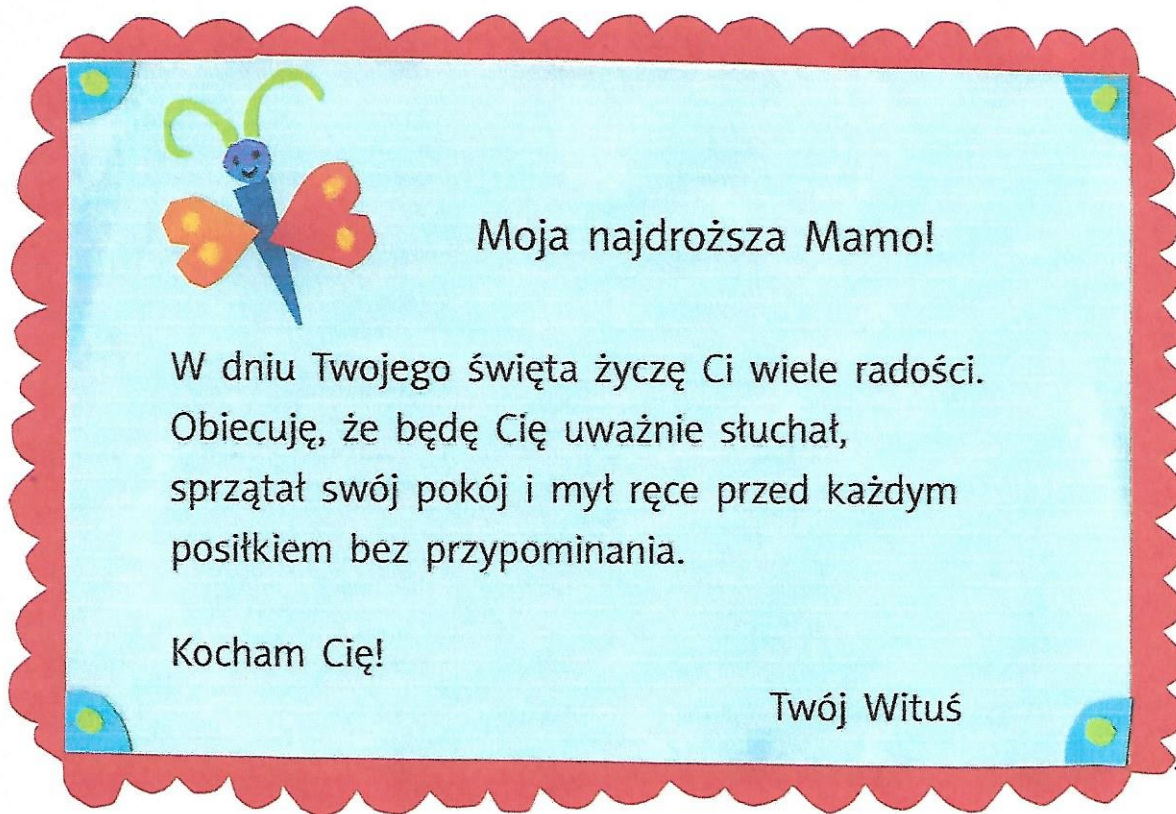 Moja najdroższa Mamo!
W dniu Twojego święta życzę Ci wiele radości.
Obiecuję, że będę Cię uważnie słuchał,
sprzątał swój pokój i mył ręce przed każdym
posiłkiem bez przypominania.
Kocham Cię!
Twój Wituś